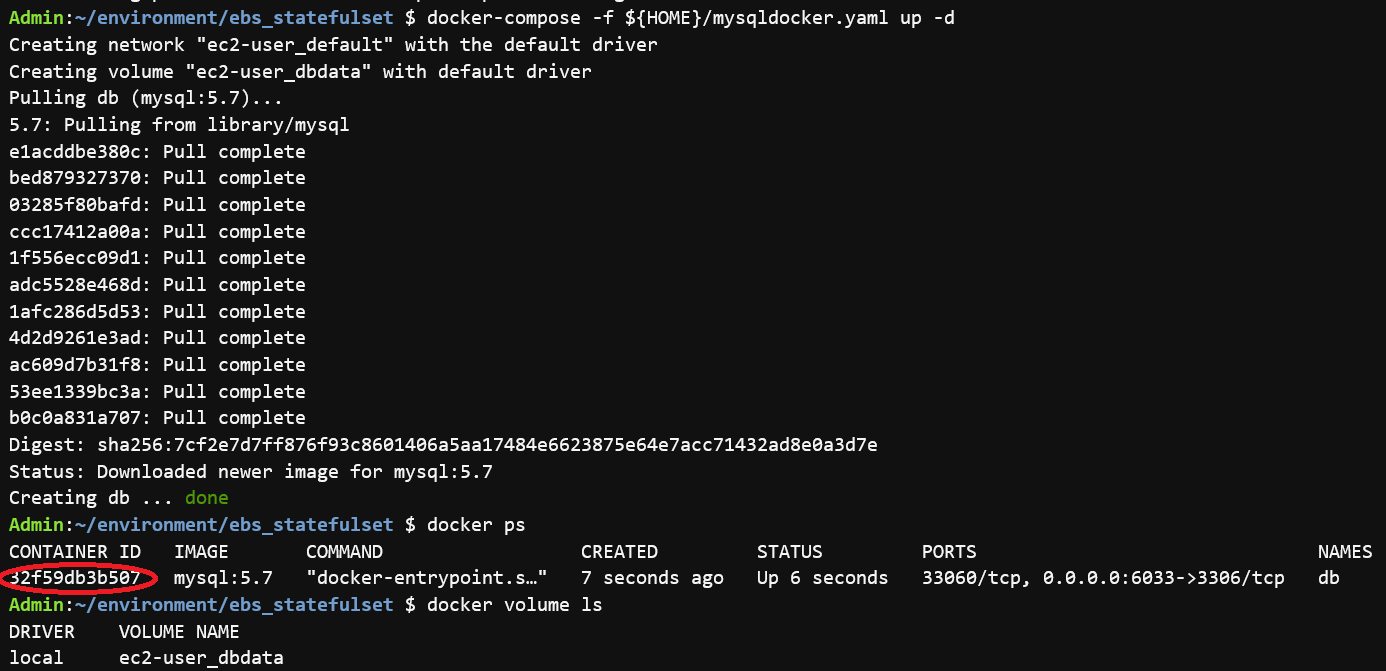 Admin:~/environment/ebs_statefulset $ docker-compose -f ${HOME}/mysqldocker.yaml up -d
Creating network "ec2-user_default" with the default driver
Creating volume "ec2-user_dbdata" with default driver
Pulling db (mysql:5.7)...
5.7: Pulling from library/mysql
e1acddbe380c: Pull complete
bed879327370: Pull complete
03285f80bafd: Pull complete
ccc17412a00a: Pull complete
1f556ecc09d1: Pull complete
adc5528e468d: Pull complete
1afc286d5d53: Pull complete
4d2d9261e3ad: Pull complete
ac609d7b31f8: Pull complete
53ee1339bc3a: Pull complete
b0c0a831a707: Pull complete
Digest: sha256:7cf2e7d7ff876f93c8601406a5aa17484e6623875e64e7acc71432ad8e0a3d7e
Status: Downloaded newer image for mysql:5.7
Creating db ... done
Admin:~/environment/ebs_statefulset $ docker ps
CONTAINER ID   IMAGE       COMMAND                  CREATED         STATUS         PORTS                               NAMES
32f59db3b507   mysql:5.7   "docker-entrypoint.s…"   7 seconds ago   Up 6 seconds   33060/tcp, 0.0.0.0:6033->3306/tcp   db
Admin:~/environment/ebs_statefulset $ docker volume ls
DRIVER    VOLUME NAME
local     ec2-user_dbdata